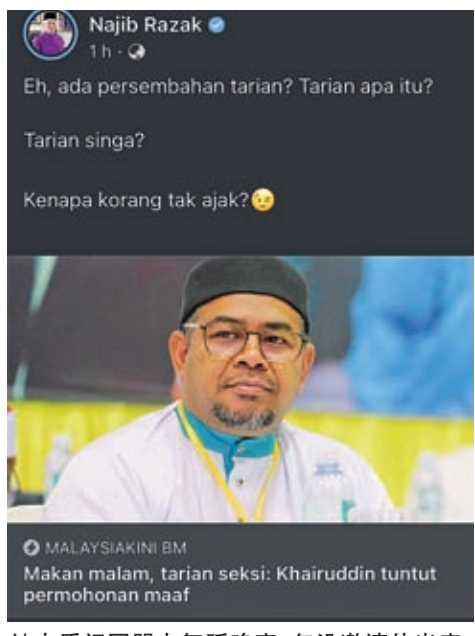 Najib Razak
1 h ·
Eh, ada persembahan tarian? Tarian apa itu?
Tarian singa?
Kenapa korang tak ajak?😉
MALAYSIAKINI BM
Makan malam, tarian seksi: Khairuddin tuntut
permohonan maaf